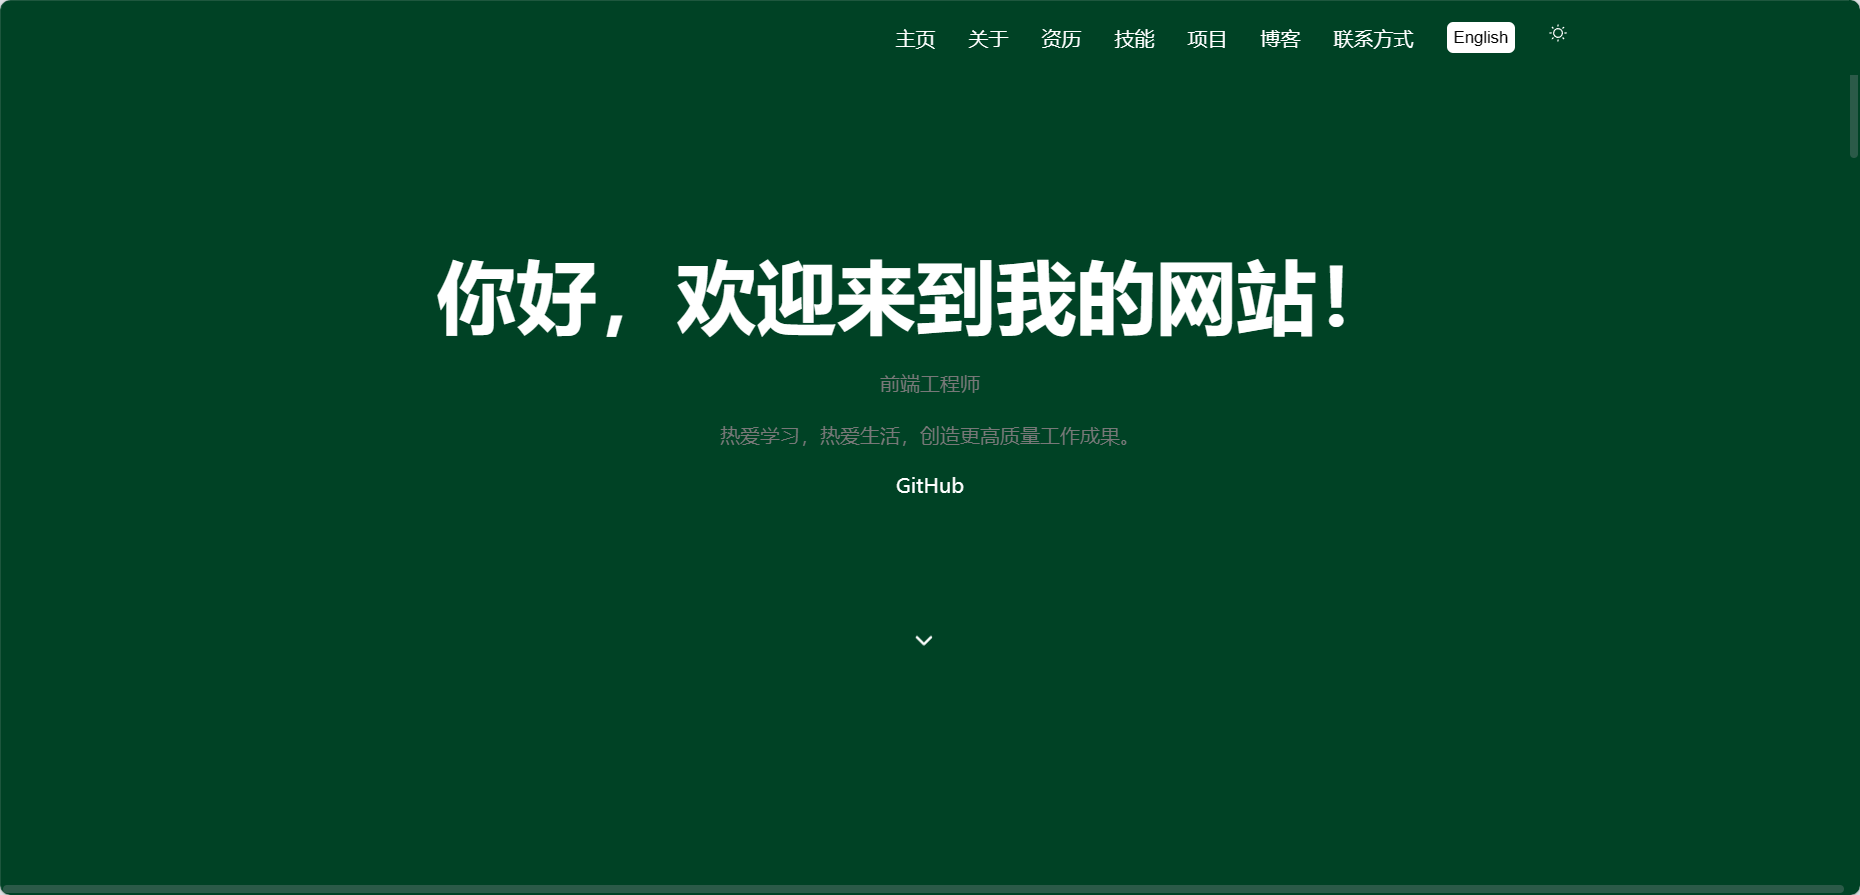 主页 关于 资历 技能 项目 博客 联系方式 English
你好，欢迎来到我的网站！
前端工程师
热爱学习，热爱生活，创造更高质量工作成果。
GitHub